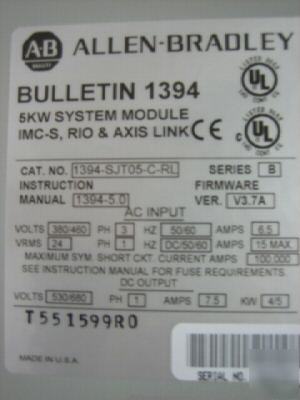 AB QUALITY ALLEN-BRADLEY
BULLETIN 1394
5KW SYSTEM MODULE
IMC-S, RIO & AXIS LINK CE
UL LISTED
CAT. NO. 1394-SJT05-C-RL SERIES B
INSTRUCTION FIRMWARE
MANUAL 1394-5.0 VER. V3.7A
AC INPUT
VOLTS 380/460 PH 3 HZ 50/60 AMPS 6.5
VRMS 24 PH 1 HZ DC/50/60 AMPS 15 MAX.
MAXIMUM SYM. SHORT CKT. CURRENT AMPS 100,000
SEE INSTRUCTION MANUAL FOR FUSE REQUIREMENTS.
DC OUTPUT
VOLTS 530/680 PH 1 AMPS 7.5 KW 4/5
T551599R0
MADE IN U.S.A.
SERIAL NO.